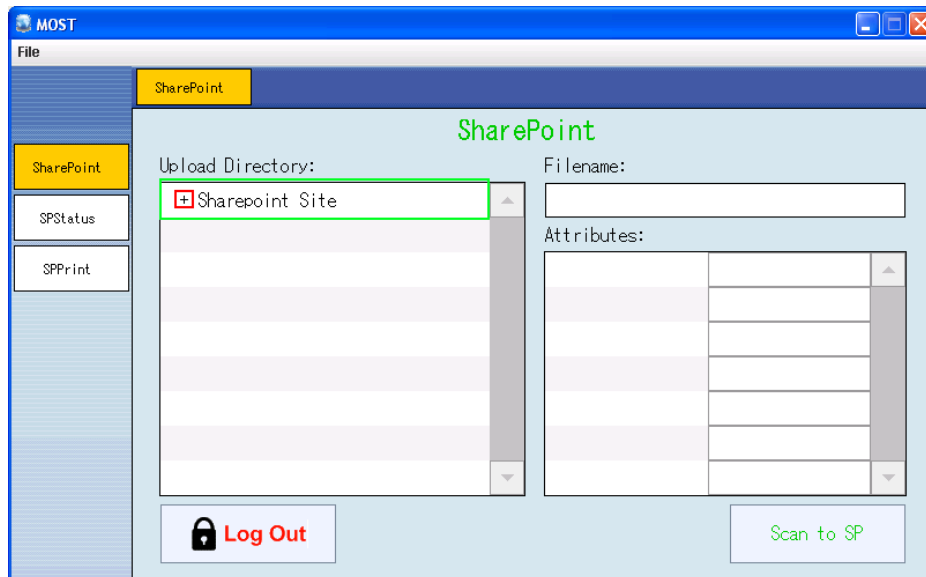 MOST
File
SharePoint
SharePoint
Upload Directory:
Filename:
SharePoint
Sharepoint Site
SPStatus
Attributes:
SPPrint
Log Out
Scan to SP